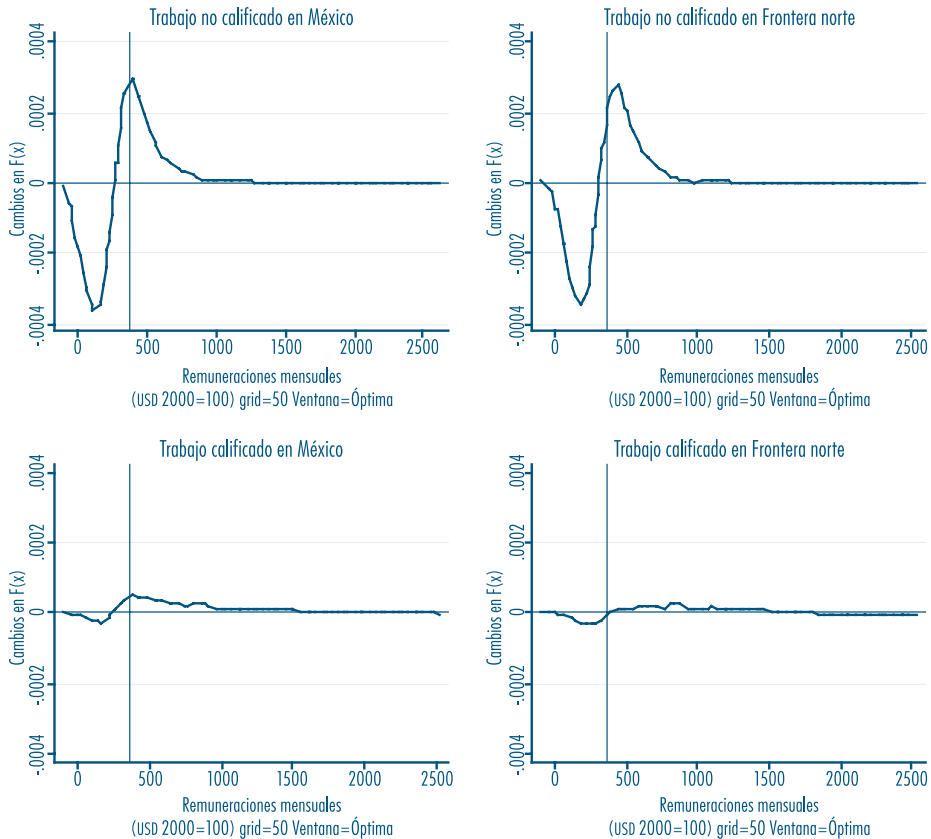 Trabajo no calificado en México
Cambios en F(x)
.0004
.0002
0
-.0002
-.0004
0 500 1000 1500 2000 2500
Remuneraciones mensuales
(USD 2000=100) grid=50 Ventana=Óptima
Trabajo no calificado en Frontera norte
Cambios en F(x)
.0004
.0002
0
-.0002
-.0004
0 500 1000 1500 2000 2500
Remuneraciones mensuales
(USD 2000=100) grid=50 Ventana=Óptima
Trabajo calificado en México
Cambios en F(x)
.0004
.0002
0
-.0002
-.0004
0 500 1000 1500 2000 2500
Remuneraciones mensuales
(USD 2000=100) grid=50 Ventana=Óptima
Trabajo calificado en Frontera norte
Cambios en F(x)
.0004
.0002
0
-.0002
-.0004
0 500 1000 1500 2000 2500
Remuneraciones mensuales
(USD 2000=100) grid=50 Ventana=Óptima